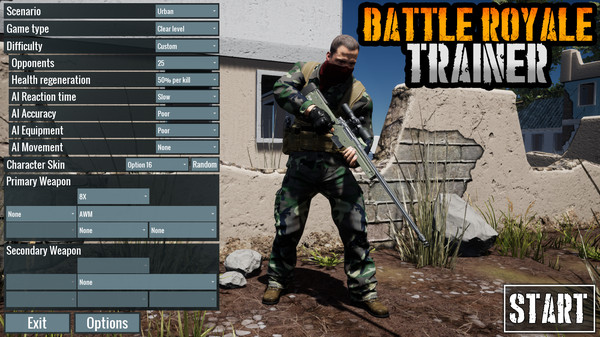 BATTLE ROYALE
TRAINER
Scenario Urban
Game type Clear level
Difficulty Custom
Opponents 25
Health regeneration 50% per kill
AI Reaction time Slow
AI Accuracy Poor
AI Equipment Poor
AI Movement None
Character Skin Option 16 Random
Primary Weapon
8X
None AWM
None None
Secondary Weapon
None
Exit Options
START